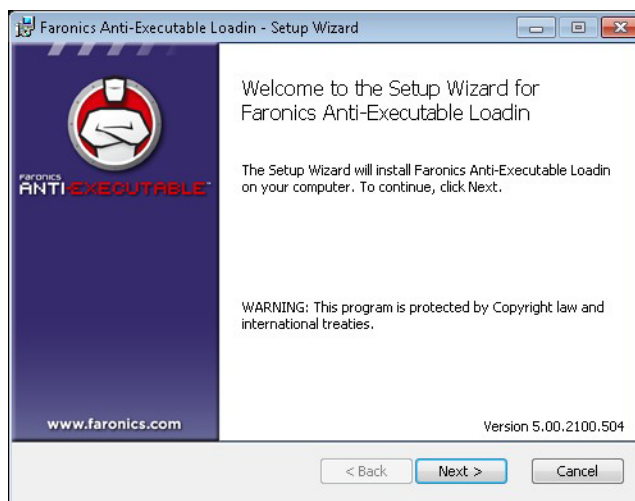 Faronics Anti-Executable Loadin - Setup Wizard
Welcome to the Setup Wizard for
Faronics Anti-Executable Loadin
The Setup Wizard will install Faronics Anti-Executable Loadin
on your computer. To continue, click Next.
FARONICS
ANTI-EXECUTABLE™
WARNING: This program is protected by Copyright law and
international treaties.
www.faronics.com
Version 5.00.2100.504
< Back
Next >
Cancel